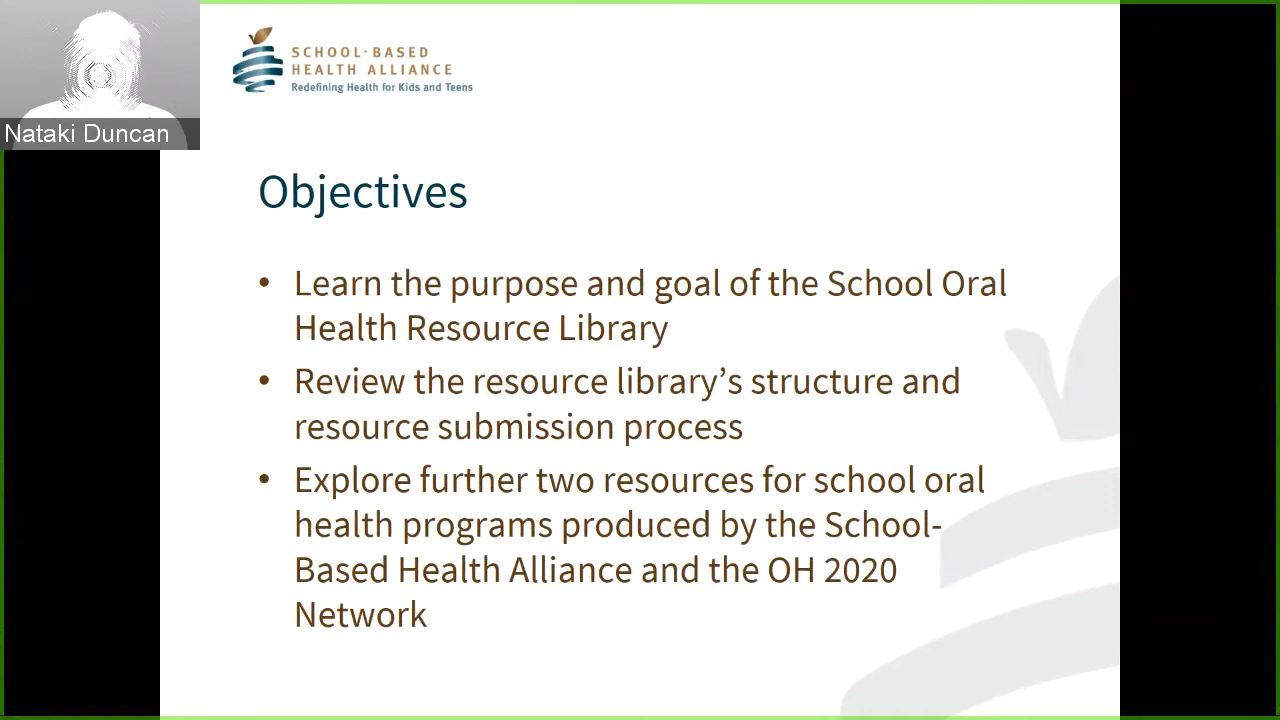 SCHOOL-BASED
HEALTH ALLIANCE
Redefining Health for Kids and Teens
Nataki Duncan
Objectives
• Learn the purpose and goal of the School Oral
Health Resource Library
• Review the resource library’s structure and
resource submission process
• Explore further two resources for school oral
health programs produced by the School-
Based Health Alliance and the OH 2020
Network